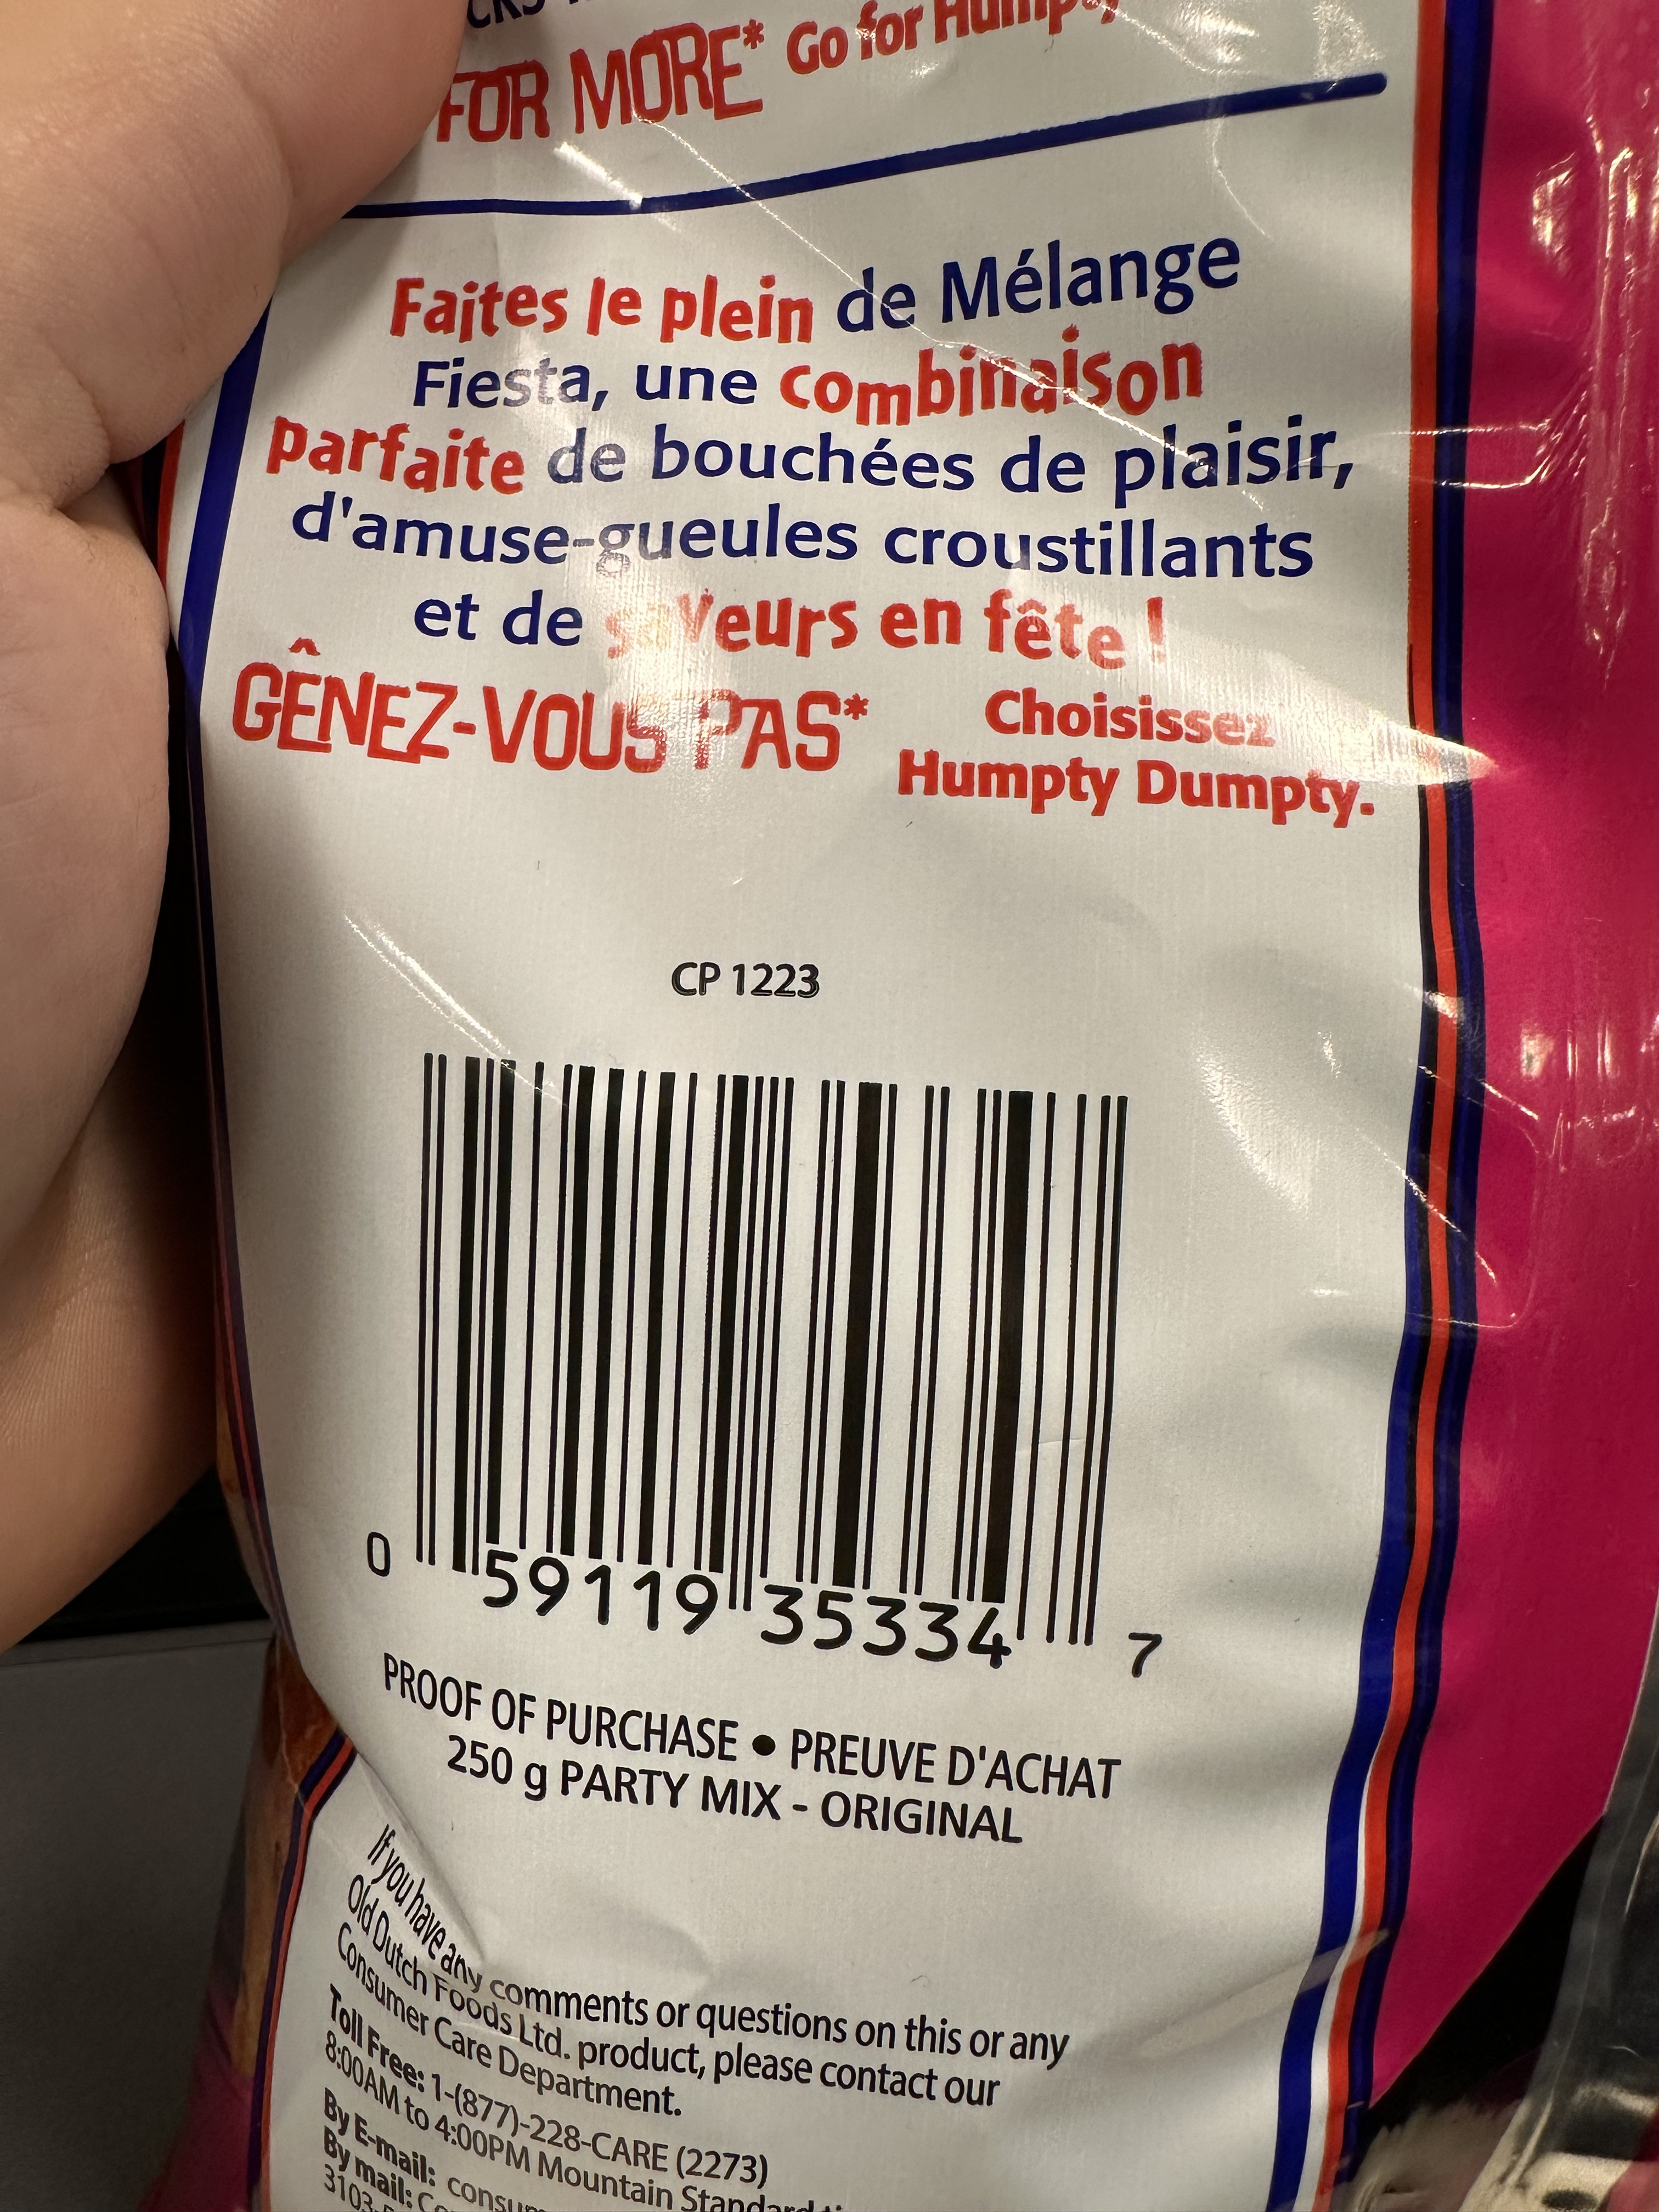 FOR MORE* Go for
Faites le plein de Mélange
Fiesta, une combinaison
parfaite de bouchées de plaisir,
d'amuse-gueules croustillants
et de saveurs en fête !
GÊNEZ-VOUS PAS* Choisissez
Humpty Dumpty.
CP 1223
0 59119 35334 7
PROOF OF PURCHASE • PREUVE D'ACHAT
250 g PARTY MIX - ORIGINAL
If you have any comments or questions on this or any
Old Dutch Foods Ltd. product, please contact our
Consumer Care Department.
Toll Free: 1-(877)-228-CARE (2273)
8:00AM to 4:00PM Mountain Standard
By E-mail:
By mail: